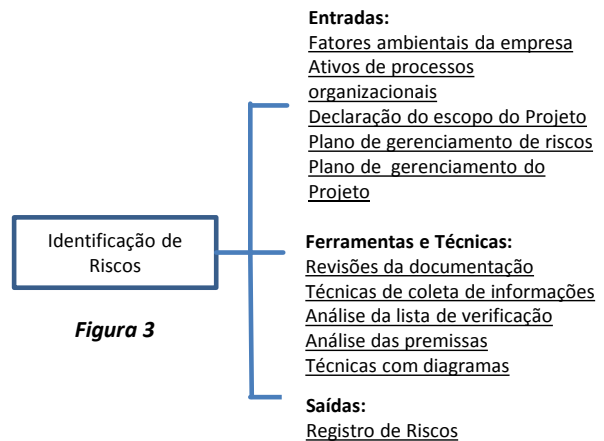 Entradas:
Fatores ambientais da empresa
Ativos de processos
organizacionais
Declaração do escopo do Projeto
Plano de gerenciamento de riscos
Plano de gerenciamento do
Projeto
Identificação de
Riscos
Figura 3
Ferramentas e Técnicas:
Revisões da documentação
Técnicas de coleta de informações
Análise da lista de verificação
Análise das premissas
Técnicas com diagramas
Saídas:
Registro de Riscos